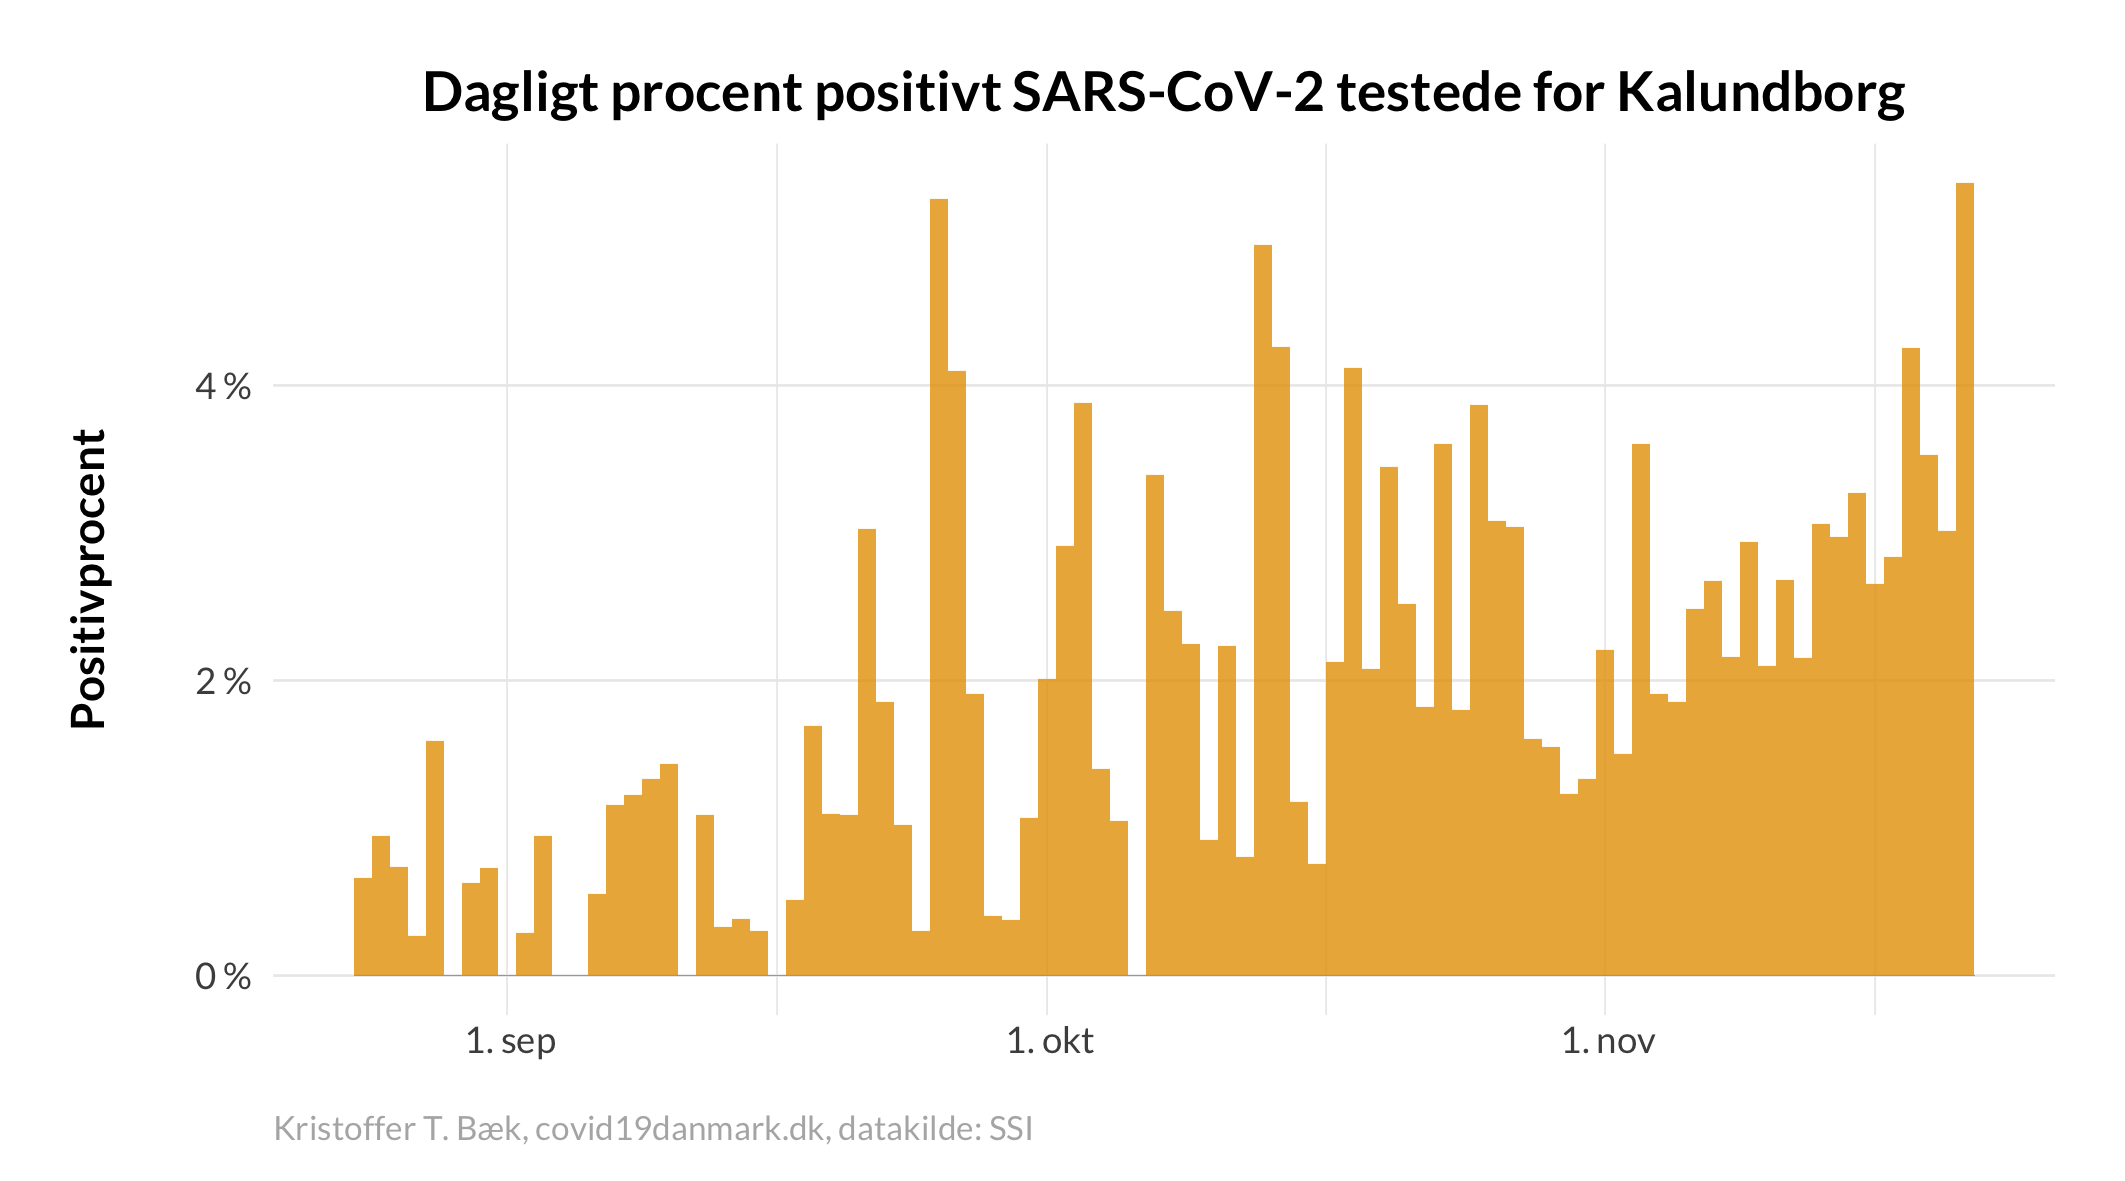 Dagligt procent positivt SARS-CoV-2 testede for Kalundborg
Positivprocent
4 %
2 %
0 %
1. sep
1. okt
1. nov
Kristoffer T. Bæk, covid19danmark.dk, datakilde: SSI